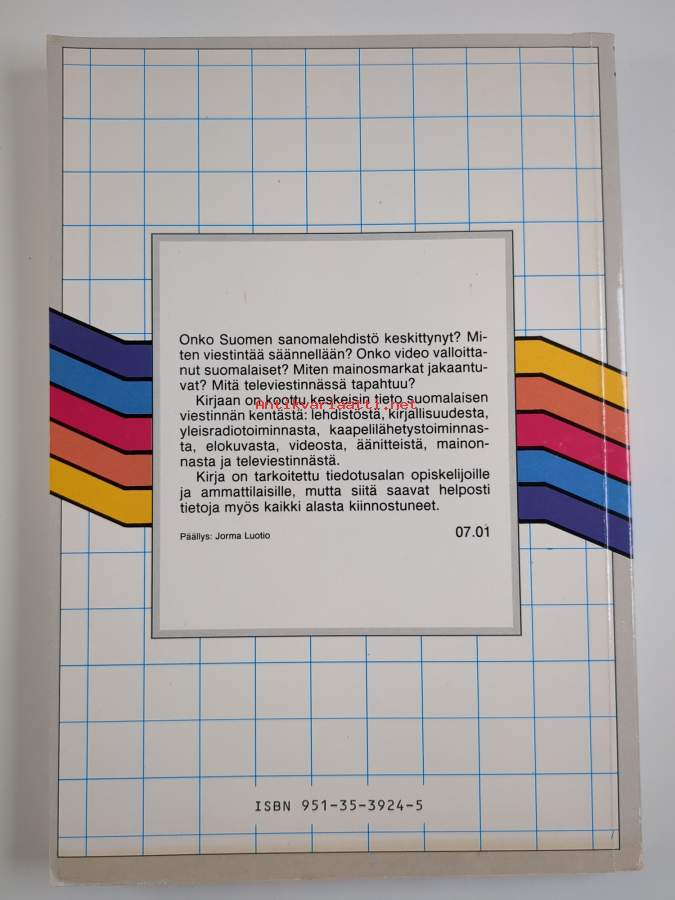 Onko Suomen sanomalehdistö keskittynyt? Mi-
ten viestintää säännellään? Onko video valloitta-
nut suomalaiset? Miten mainosmarkat jakaantu-
vat? Mitä televiestinnässä tapahtuu?
Kirjaan on koottu keskeisin tieto suomalaisen
Antikvariaatti.net
viestinnän kentästä: lehdistöstä, kirjallisuudesta,
yleisradiotoiminnasta, kaapelilähetystoiminnas-
ta, elokuvasta, videosta, äänitteistä, mainon-
nasta ja televiestinnästä.
Kirja on tarkoitettu tiedotusalan opiskelijoille
ja ammattilaisille, mutta siitä saavat helposti
tietoja myös kaikki alasta kiinnostuneet.
Päällys: Jorma Luotio 07.01
ISBN 951-35-3924-5